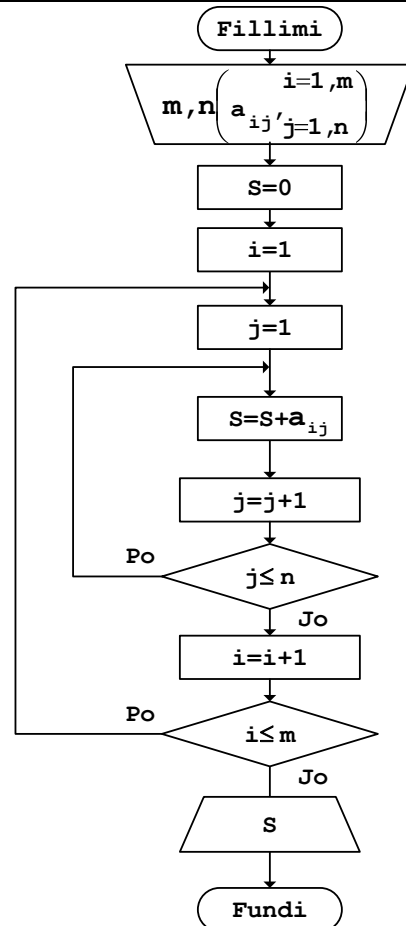 Fillimi
i=1,m
m,n(a_ij,
j=1,n)
S=0
i=1
j=1
S=S+a_ij
j=j+1
Po
j≤n
Jo
i=i+1
Po
i≤m
Jo
S
Fundi